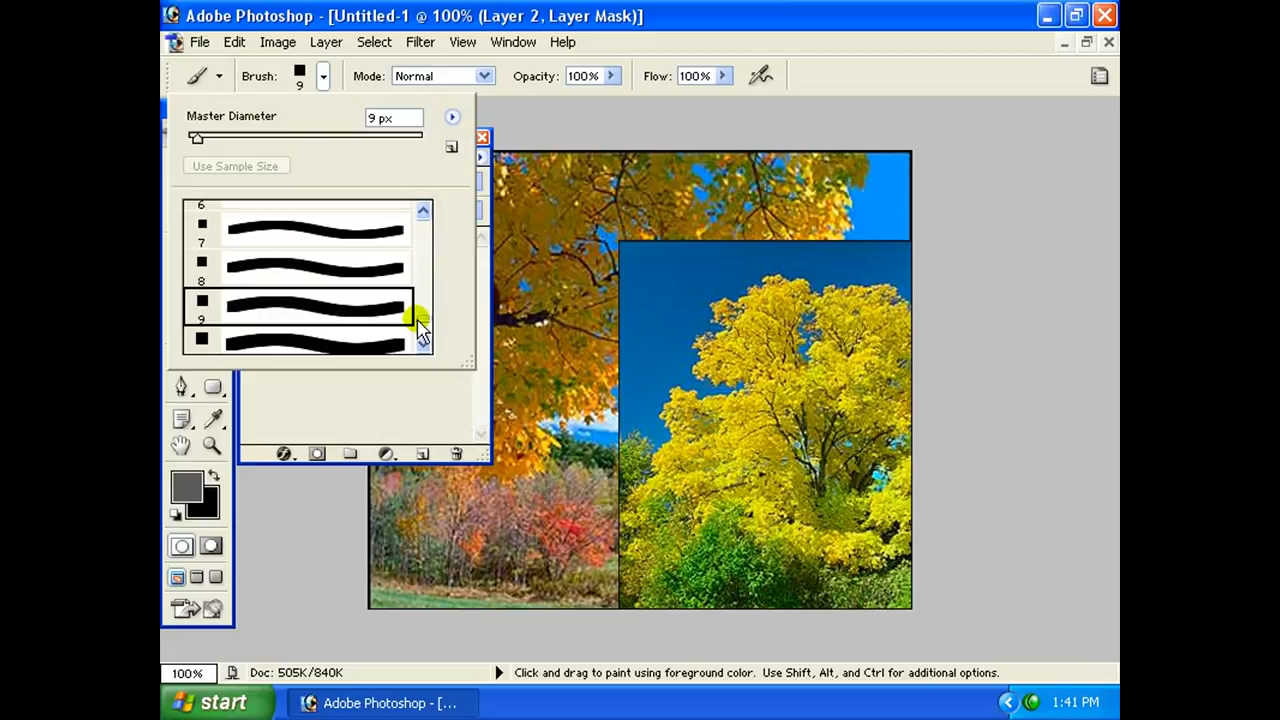 Adobe Photoshop - [Untitled-1 @ 100% (Layer 2, Layer Mask)]
File Edit Image Layer Select Filter View Window Help
Brush: 9 Mode: Normal Opacity: 100% Flow: 100%
Master Diameter 9 px
Use Sample Size
6
7
8
9
100% Doc: 505K/840K Click and drag to paint using foreground color. Use Shift, Alt, and Ctrl for additional options.
start Adobe Photoshop - [... 1:41 PM